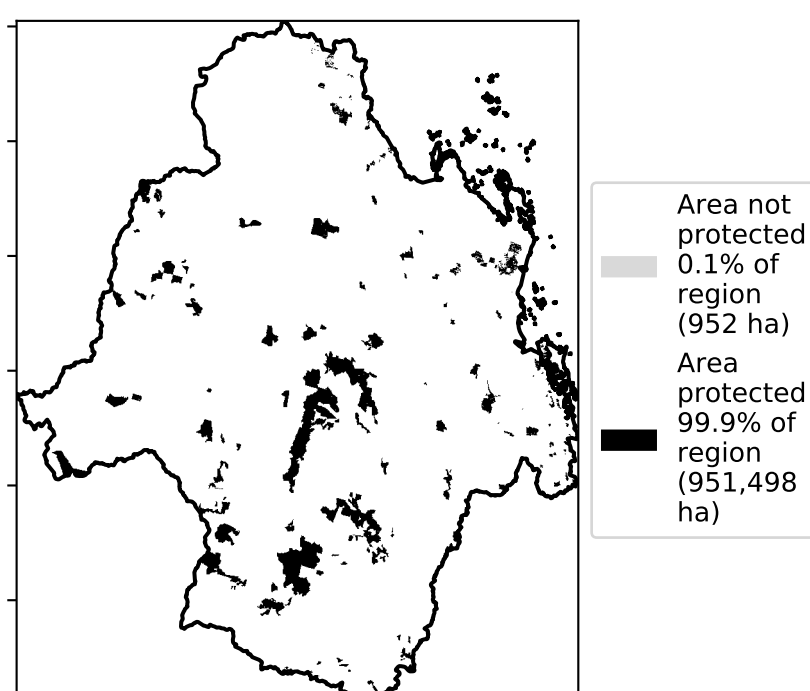 Area not
protected
0.1% of
region
(952 ha)
Area
protected
99.9% of
region
(951,498
ha)